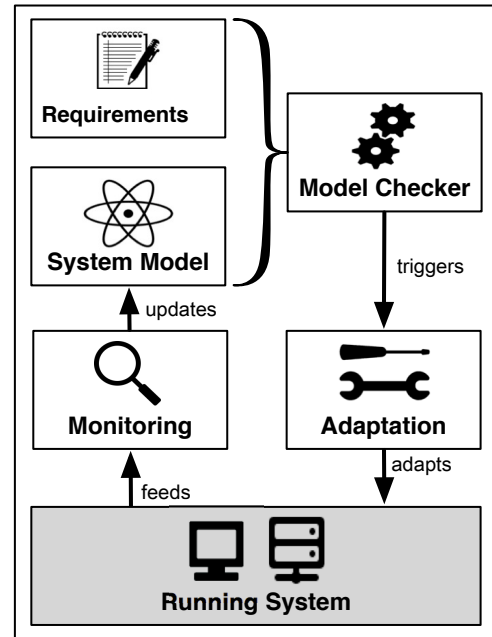 Requirements
Model Checker
System Model
triggers
updates
Monitoring
Adaptation
feeds
adapts
Running System